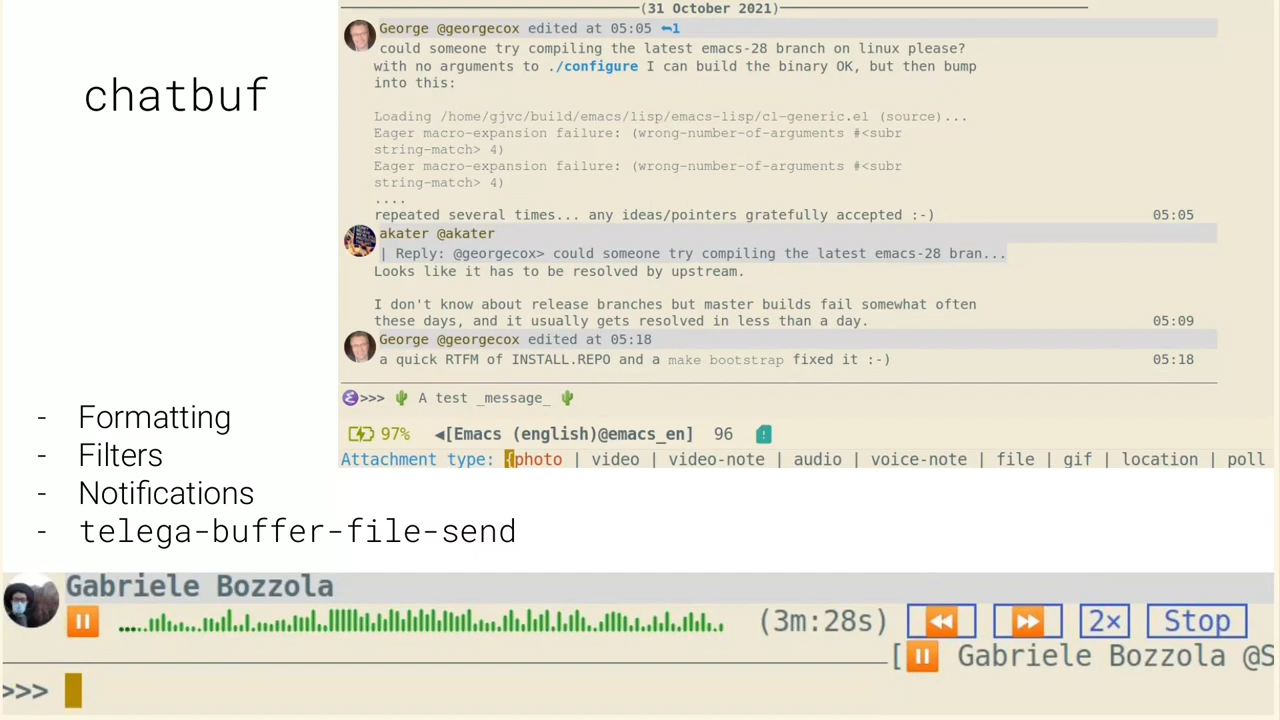 chatbuf
- Formatting
- Filters
- Notifications
- telega-buffer-file-send
(31 October 2021)
George @georgecox edited at 05:05 ⬅1
could someone try compiling the latest emacs-28 branch on linux please?
with no arguments to ./configure I can build the binary OK, but then bump
into this:
Loading /home/gjvc/build/emacs/lisp/emacs-lisp/cl-generic.el (source)...
Eager macro-expansion failure: (wrong-number-of-arguments #<subr
string-match> 4)
Eager macro-expansion failure: (wrong-number-of-arguments #<subr
string-match> 4)
....
repeated several times... any ideas/pointers gratefully accepted :-) 05:05
akater @akater
| Reply: @georgecox> could someone try compiling the latest emacs-28 bran...
Looks like it has to be resolved by upstream.
I don't know about release branches but master builds fail somewhat often
these days, and it usually gets resolved in less than a day. 05:09
George @georgecox edited at 05:18
a quick RTFM of INSTALL.REPO and a make bootstrap fixed it :-) 05:18
>>> 🌵 A test _message_ 🌵
97% ◀[Emacs (english)@emacs_en] 96
Attachment type: {photo | video | video-note | audio | voice-note | file | gif | location | poll
Gabriele Bozzola
(3m:28s) ⏪ ⏩ 2× Stop
[⏸ Gabriele Bozzola @S
>>>